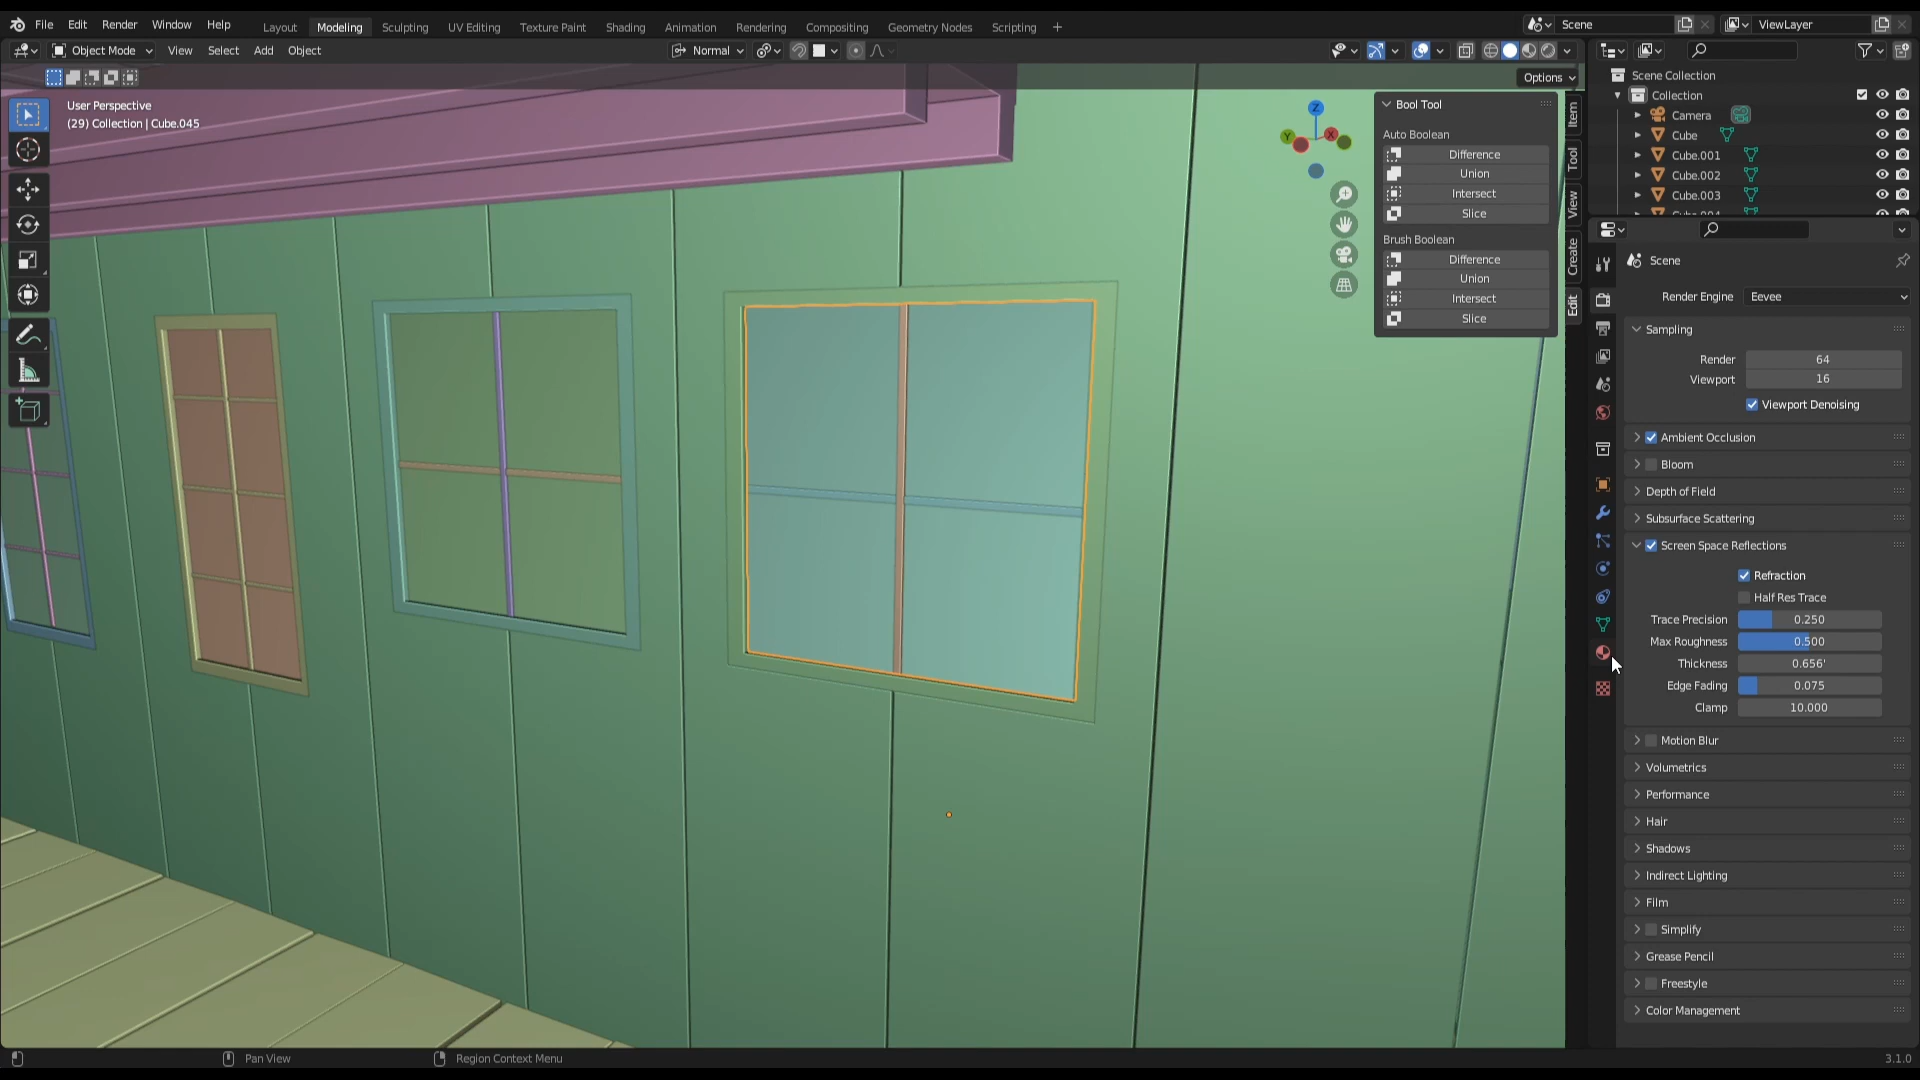 File Edit Render Window Help Layout Modeling Sculpting UV Editing Texture Paint Shading Animation Rendering Compositing Geometry Nodes Scripting + Scene ViewLayer
Object Mode View Select Add Object Normal
Options
User Perspective
(29) Collection | Cube.045
Z
Y
X
Bool Tool
Auto Boolean
Difference
Union
Intersect
Slice
Brush Boolean
Difference
Union
Intersect
Slice
Item
Tool
View
Create
Edit
Scene Collection
Collection
Camera
Cube
Cube.001
Cube.002
Cube.003
Cube.004
Scene
Render Engine Eevee
Sampling
Render 64
Viewport 16
Viewport Denoising
Ambient Occlusion
Bloom
Depth of Field
Subsurface Scattering
Screen Space Reflections
Refraction
Half Res Trace
Trace Precision 0.250
Max Roughness 0.500
Thickness 0.656'
Edge Fading 0.075
Clamp 10.000
Motion Blur
Volumetrics
Performance
Hair
Shadows
Indirect Lighting
Film
Simplify
Grease Pencil
Freestyle
Color Management
Pan View Region Context Menu 3.1.0